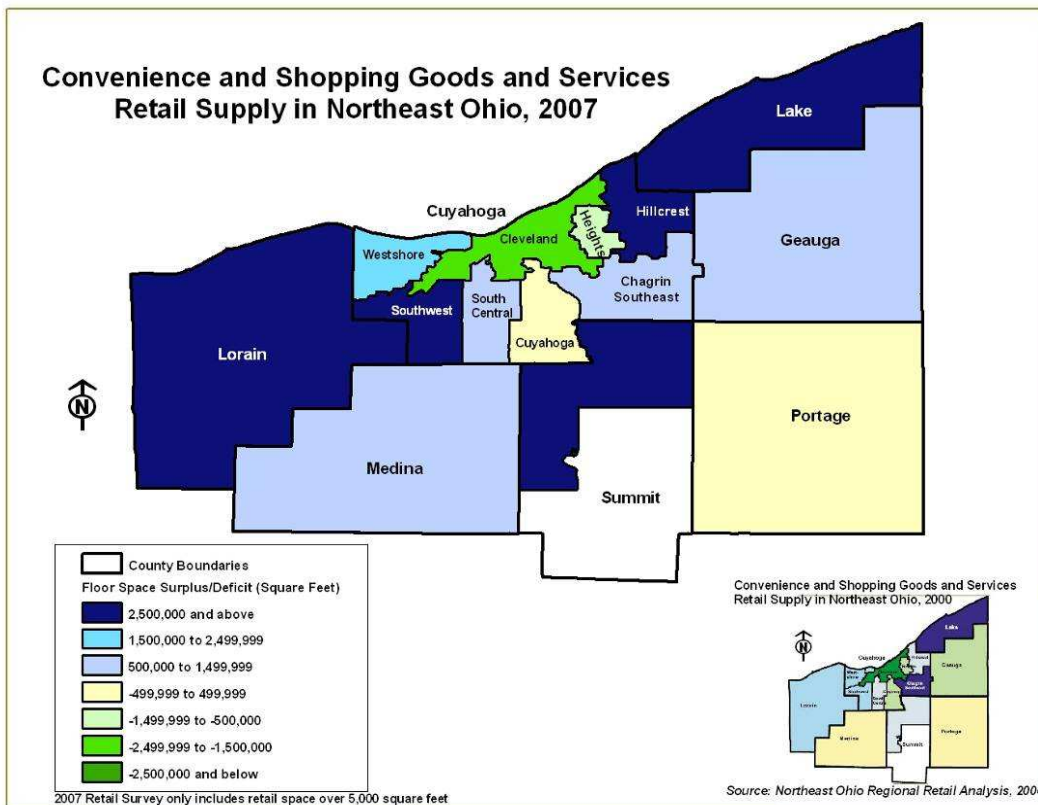 Convenience and Shopping Goods and Services
Retail Supply in Northeast Ohio, 2007
Lake
Cuyahoga
Hillcrest
Heights
Cleveland
Westshore
Geauga
Chagrin
Southeast
South
Central
Southwest
Cuyahoga
Lorain
N
Portage
Medina
Summit
County Boundaries
Floor Space Surplus/Deficit (Square Feet)
2,500,000 and above
1,500,000 to 2,499,999
500,000 to 1,499,999
-499,999 to 499,999
-1,499,999 to -500,000
-2,499,999 to -1,500,000
-2,500,000 and below
2007 Retail Survey only includes retail space over 5,000 square feet
Convenience and Shopping Goods and Services
Retail Supply in Northeast Ohio, 2000
N
Lake
Cuyahoga
Geauga
Chagrin
Southeast
Lorain
Medina
Portage
Summit
Source: Northeast Ohio Regional Retail Analysis,